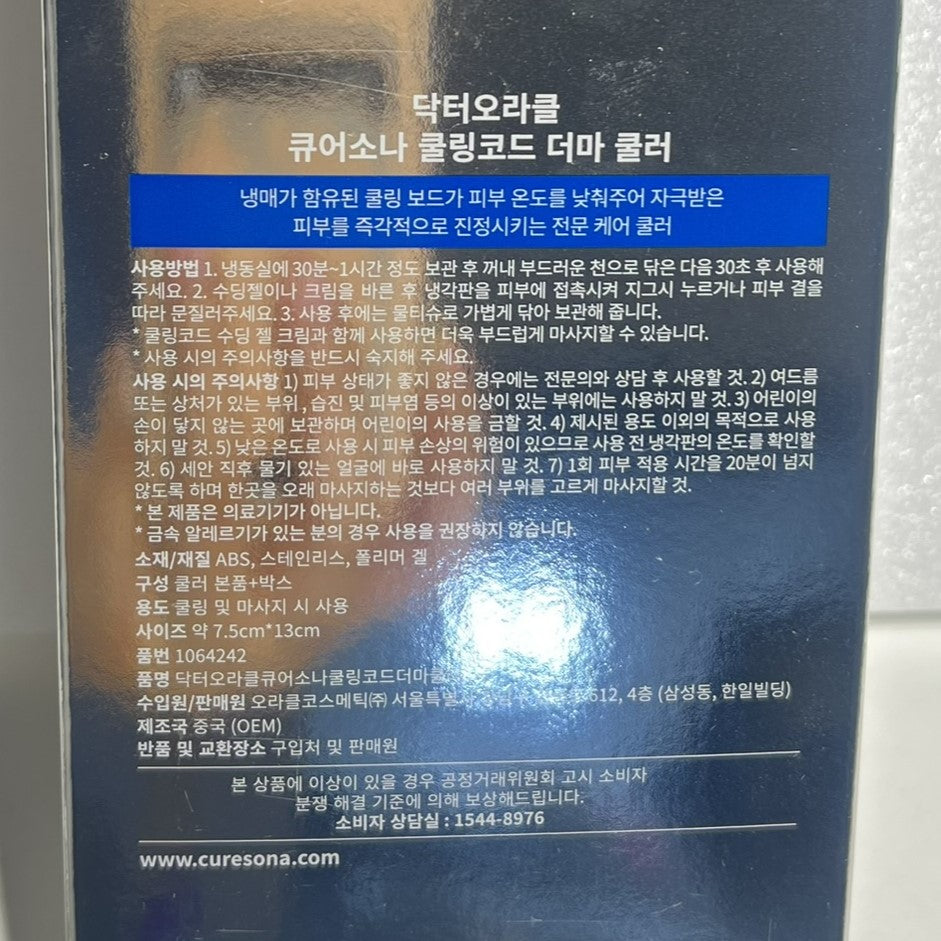 닥터오라클
큐어소나 쿨링코드 더마 쿨러
냉매가 함유된 쿨링 보드가 피부 온도를 낮춰주어 자극받은
피부를 즉각적으로 진정시키는 전문 케어 쿨러
사용방법 1. 냉동실에 30분~1시간 정도 보관 후 꺼내 부드러운 천으로 닦은 다음 30초 후 사용해
주세요. 2. 수딩젤이나 크림을 바른 후 냉각판을 피부에 접촉시켜 지그시 누르거나 피부 결을
따라 문질러주세요. 3. 사용 후에는 물티슈로 가볍게 닦아 보관해 줍니다.
* 쿨링코드 수딩 젤 크림과 함께 사용하면 더욱 부드럽게 마사지할 수 있습니다.
* 사용 시의 주의사항을 반드시 숙지해 주세요.
사용 시의 주의사항 1) 피부 상태가 좋지 않은 경우에는 전문의와 상담 후 사용할 것. 2) 여드름
또는 상처가 있는 부위, 습진 및 피부염 등의 이상이 있는 부위에는 사용하지 말 것. 3) 어린이의
손이 닿지 않는 곳에 보관하며 어린이의 사용을 금할 것. 4) 제시된 용도 이외의 목적으로 사용
하지 말 것. 5) 낮은 온도로 사용 시 피부 손상의 위험이 있으므로 사용 전 냉각판의 온도를 확인할
것. 6) 세안 직후 물기 있는 얼굴에 바로 사용하지 말 것. 7) 1회 피부 적용 시간을 20분이 넘지
않도록 하며 한곳을 오래 마사지하는 것보다 여러 부위를 고르게 마사지할 것.
* 본 제품은 의료기기가 아닙니다.
* 금속 알레르기가 있는 분의 경우 사용을 권장하지 않습니다.
소재/재질 ABS, 스테인리스, 폴리머 겔
구성 쿨러 본품+박스
용도 쿨링 및 마사지 시 사용
사이즈 약 7.5cm*13cm
품번 1064242
품명 닥터오라클큐어소나쿨링코드더마쿨
수입원/판매원 오라클코스메틱㈜ 서울특별시 612, 4층 (삼성동, 한일빌딩)
제조국 중국 (OEM)
반품 및 교환장소 구입처 및 판매원
본 상품에 이상이 있을 경우 공정거래위원회 고시 소비자
분쟁 해결 기준에 의해 보상해드립니다.
소비자 상담실 : 1544-8976
www.curesona.com